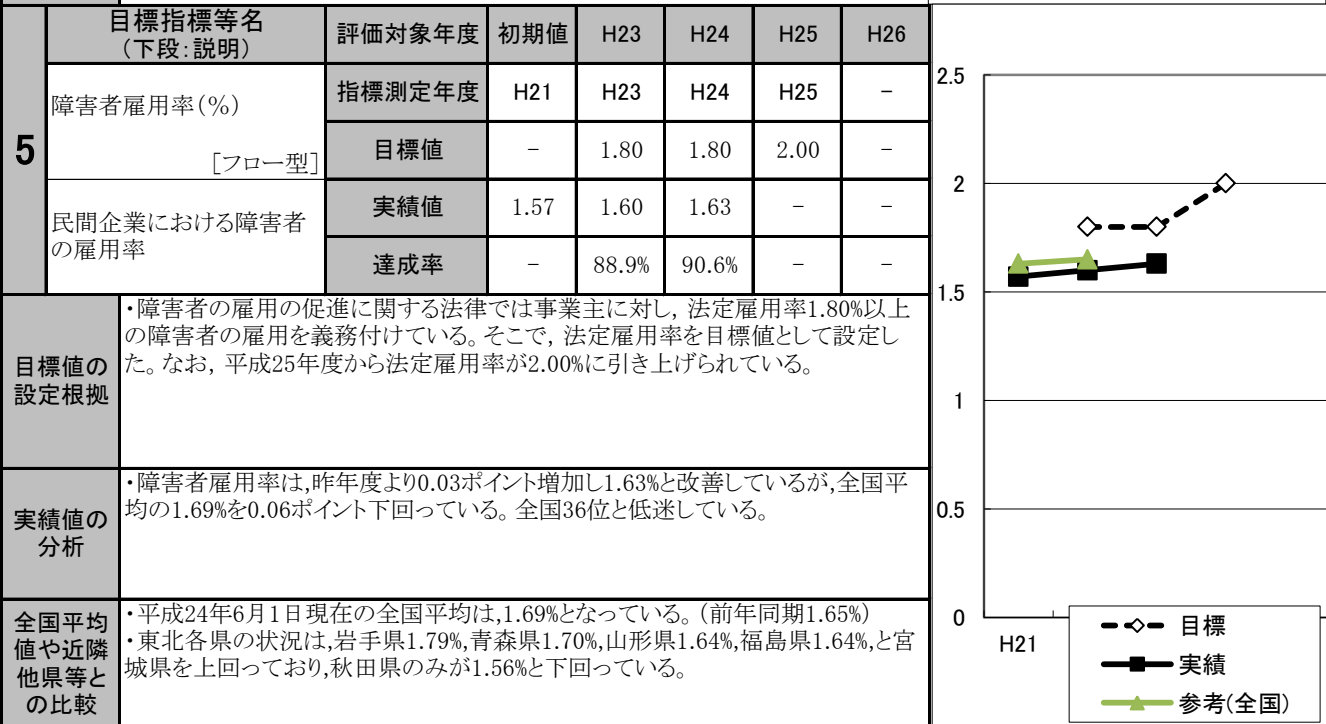 5
目標指標等名 評価対象年度 初期値 H23 H24 H25 H26
(下段:説明)
障害者雇用率(%) 指標測定年度 H21 H23 H24 H25 -
[フロー型] 目標値 - 1.80 1.80 2.00 -
民間企業における障害者
の雇用率
実績値 1.57 1.60 1.63 - -
達成率 - 88.9% 90.6% - -
目標値の
設定根拠
・障害者の雇用の促進に関する法律では事業主に対し, 法定雇用率1.80%以上
の障害者の雇用を義務付けている。そこで, 法定雇用率を目標値として設定し
た。なお, 平成25年度から法定雇用率が2.00%に引き上げられている。
実績値の
分析
・障害者雇用率は,昨年度より0.03ポイント増加し1.63%と改善しているが,全国平
均の1.69%を0.06ポイント下回っている。全国36位と低迷している。
全国平均
値や近隣
他県等と
の比較
・平成24年6月1日現在の全国平均は,1.69%となっている。(前年同期1.65%)
・東北各県の状況は,岩手県1.79%,青森県1.70%,山形県1.64%,福島県1.64%,と宮
城県を上回っており,秋田県のみが1.56%と下回っている。
2.5
2
1.5
1
0.5
0
H21
目標
実績
参考(全国)